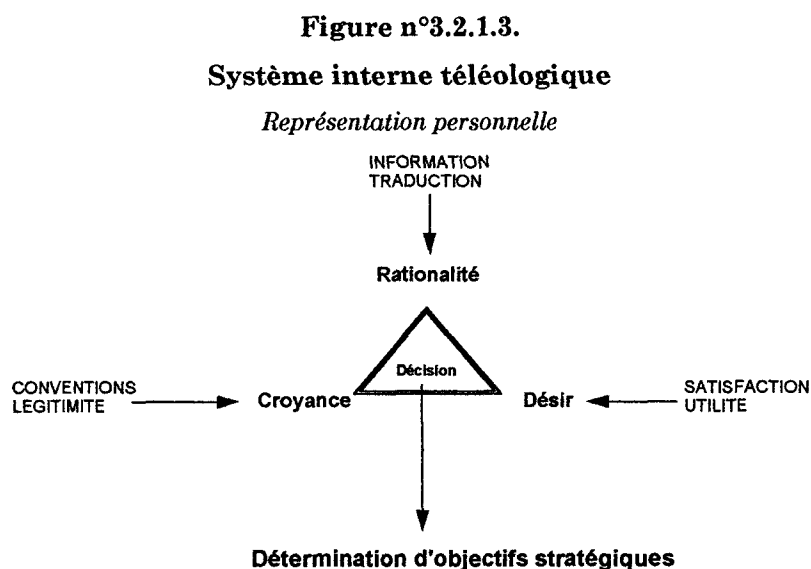 Figure n°3.2.1.3.
Système interne téléologique
Représentation personnelle
INFORMATION
TRADUCTION
Rationalité
Décision
CONVENTIONS
LEGITIMITE
Croyance
Désir
SATISFACTION
UTILITE
Détermination d'objectifs stratégiques